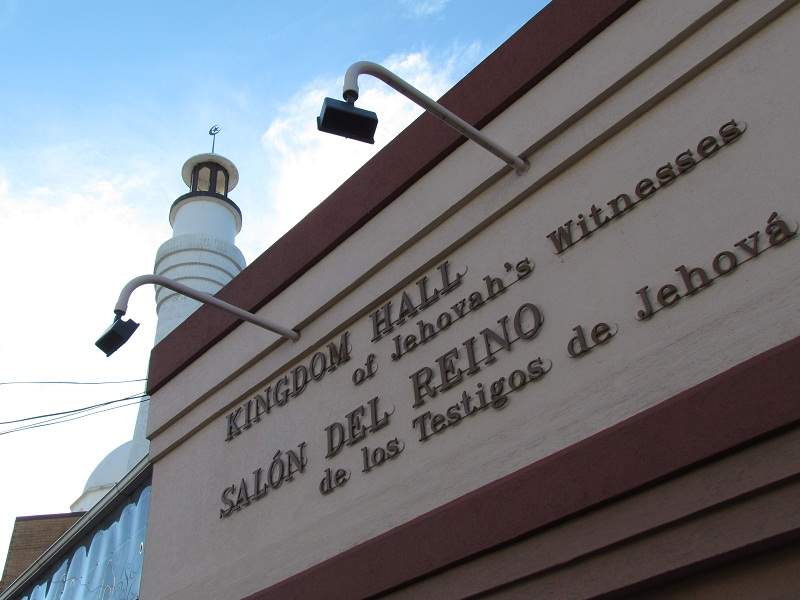 KINGDOM HALL
of Jehovah's Witnesses
SALÓN DEL REINO
de los Testigos de Jehová